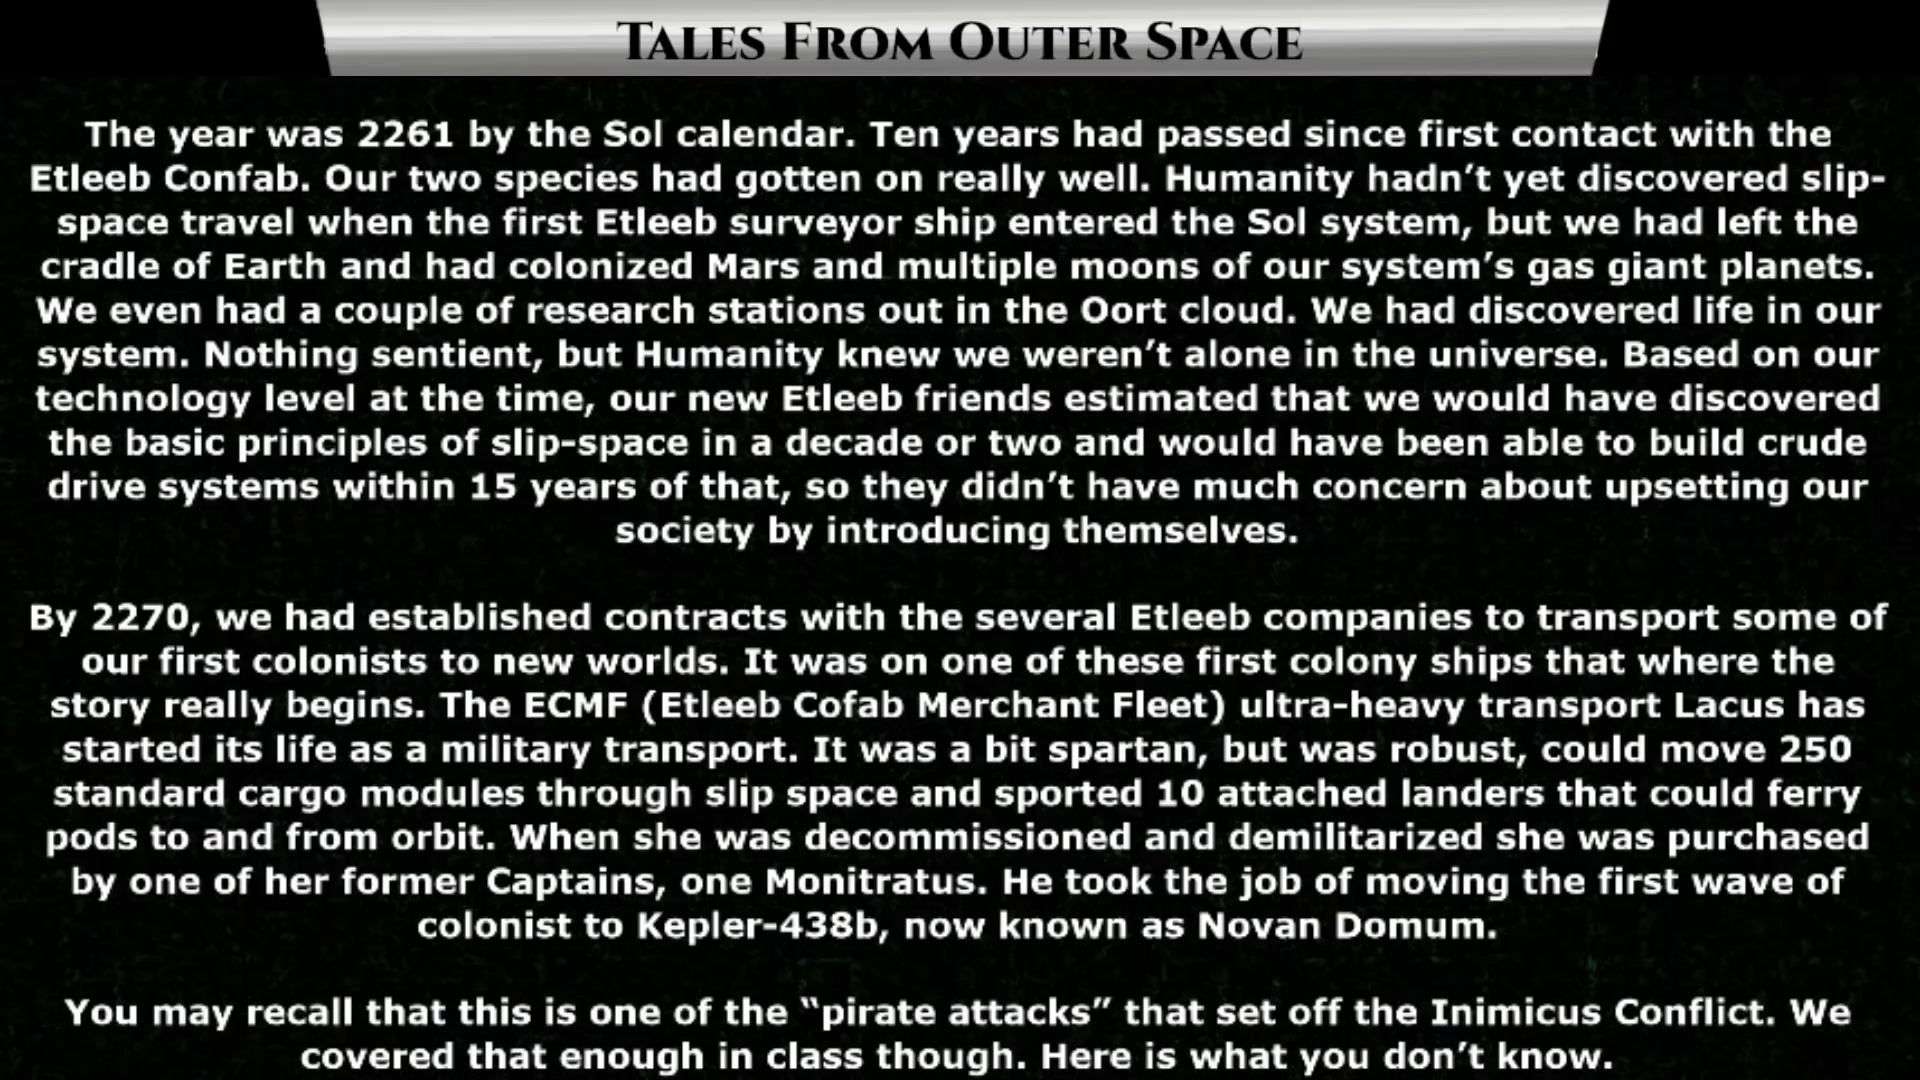 Tales From Outer Space
The year was 2261 by the Sol calendar. Ten years had passed since first contact with the
Etleeb Confab. Our two species had gotten on really well. Humanity hadn’t yet discovered slip-
space travel when the first Etleeb surveyor ship entered the Sol system, but we had left the
cradle of Earth and had colonized Mars and multiple moons of our system’s gas giant planets.
We even had a couple of research stations out in the Oort cloud. We had discovered life in our
system. Nothing sentient, but Humanity knew we weren’t alone in the universe. Based on our
technology level at the time, our new Etleeb friends estimated that we would have discovered
the basic principles of slip-space in a decade or two and would have been able to build crude
drive systems within 15 years of that, so they didn’t have much concern about upsetting our
society by introducing themselves.
By 2270, we had established contracts with the several Etleeb companies to transport some of
our first colonists to new worlds. It was on one of these first colony ships that where the
story really begins. The ECMF (Etleeb Cofab Merchant Fleet) ultra-heavy transport Lacus has
started its life as a military transport. It was a bit spartan, but was robust, could move 250
standard cargo modules through slip space and sported 10 attached landers that could ferry
pods to and from orbit. When she was decommissioned and demilitarized she was purchased
by one of her former Captains, one Monitratus. He took the job of moving the first wave of
colonist to Kepler-438b, now known as Novan Domum.
You may recall that this is one of the “pirate attacks” that set off the Inimicus Conflict. We
covered that enough in class though. Here is what you don’t know.